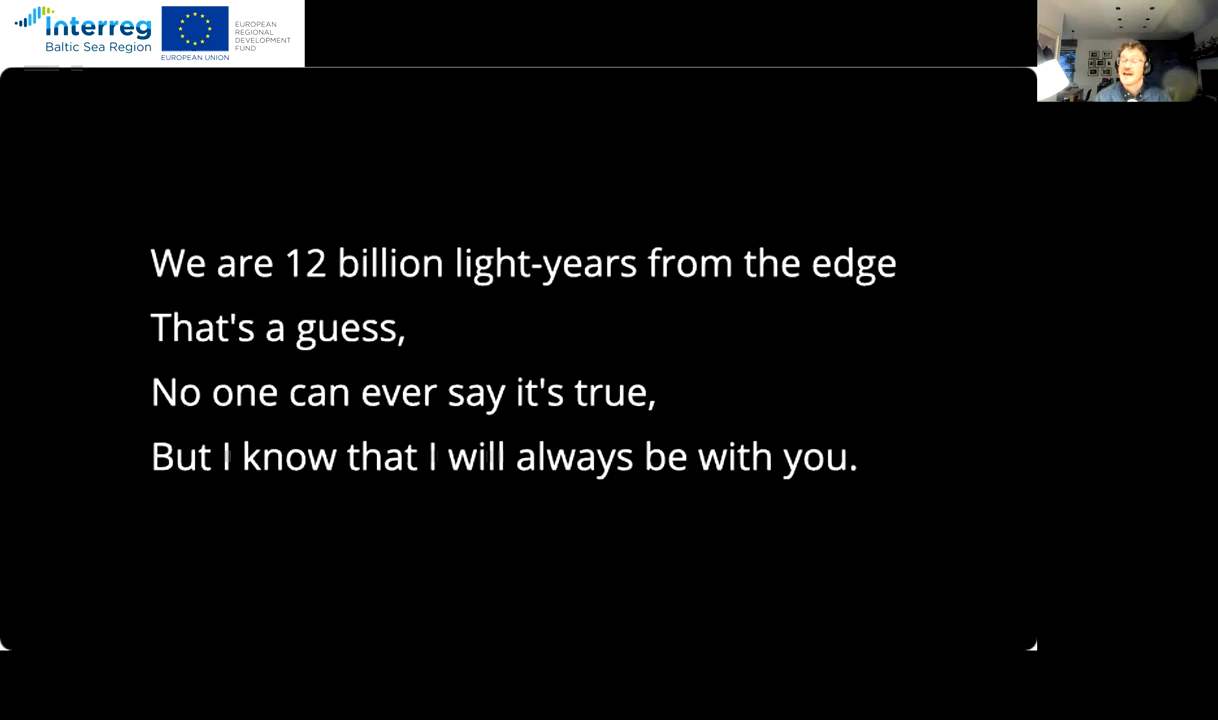 Interreg
Baltic Sea Region
EUROPEAN UNION
EUROPEAN
REGIONAL
DEVELOPMENT
FUND
We are 12 billion light-years from the edge
That's a guess,
No one can ever say it's true,
But I know that I will always be with you.